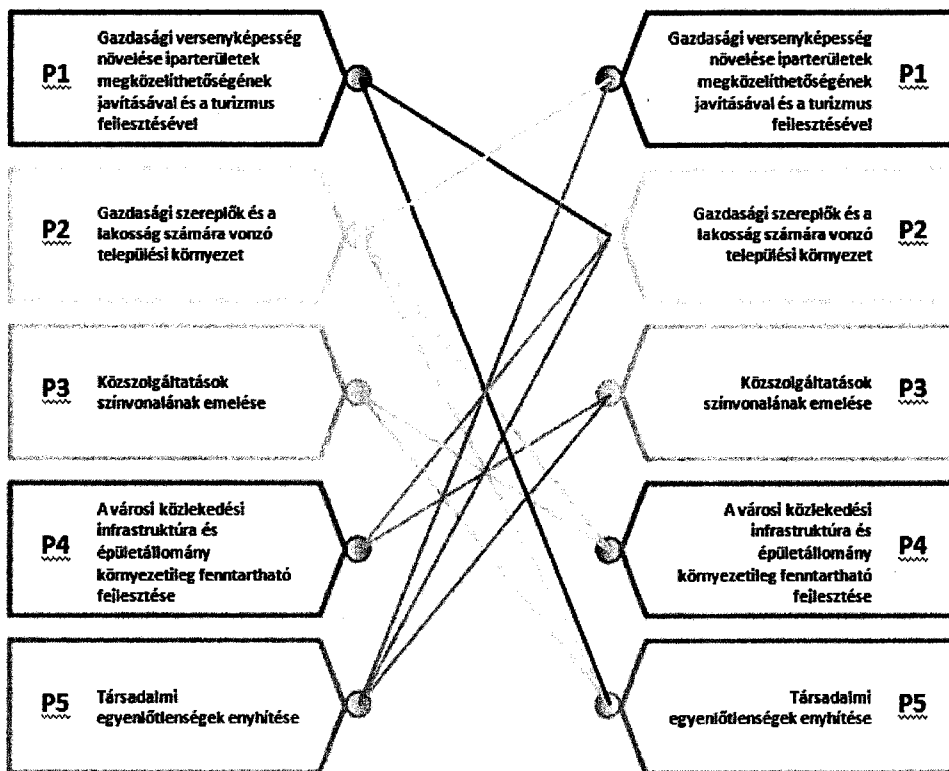 P1
Gazdasági versenyképesség
növelése iparterületek
megközelíthetőségének
javításával és a turizmus
fejlesztésével
P2
Gazdasági szereplők és a
lakosság számára vonzó
települési környezet
P3
Közszolgáltatások
színvonalának emelése
P4
A városi közlekedési
infrastruktúra és
épületállomány
környezetileg fenntartható
fejlesztése
P5
Társadalmi
egyenlőtlenségek enyhítése
Gazdasági versenyképesség
növelése iparterületek
megközelíthetőségének
javításával és a turizmus
fejlesztésével
P1
Gazdasági szereplők és a
lakosság számára vonzó
települési környezet
P2
Közszolgáltatások
színvonalának emelése
P3
A városi közlekedési
infrastruktúra és
épületállomány
környezetileg fenntartható
fejlesztése
P4
Társadalmi
egyenlőtlenségek enyhítése
P5